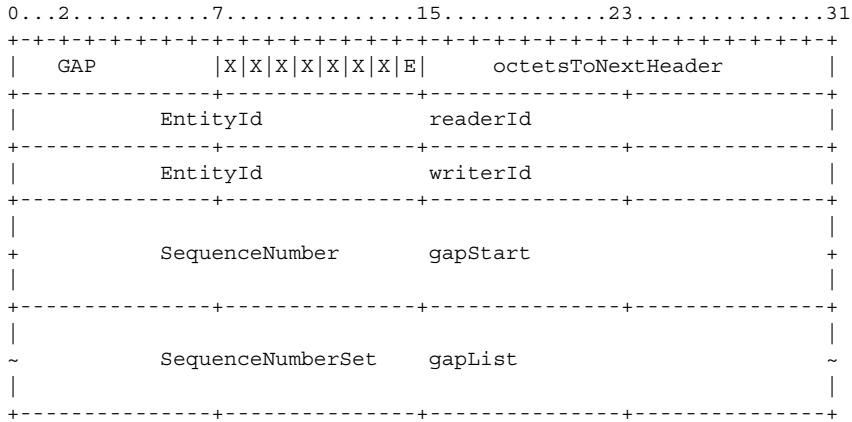 0...2...........7...............15.............23...............31
+-+-+-+-+-+-+-+-+-+-+-+-+-+-+-+-+-+-+-+-+-+-+-+-+-+-+-+-+-+-+-+-+
|   GAP         |X|X|X|X|X|X|X|E|     octetsToNextHeader        |
+---------------+---------------+---------------+---------------+
|           EntityId             readerId                       |
+---------------+---------------+---------------+---------------+
|           EntityId             writerId                       |
+---------------+---------------+---------------+---------------+
|                                                               |
+           SequenceNumber       gapStart                       +
|                                                               |
+---------------+---------------+---------------+---------------+
|                                                               |
~           SequenceNumberSet    gapList                        ~
|                                                               |
+---------------+---------------+---------------+---------------+